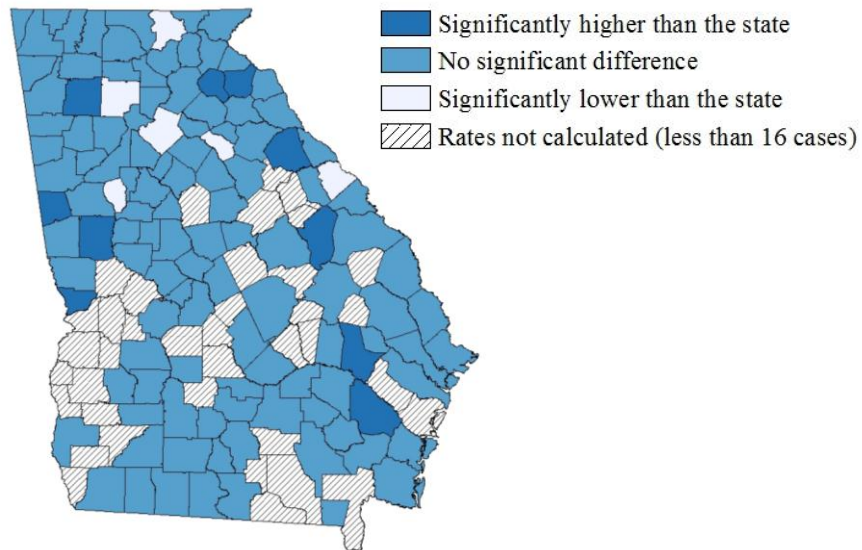 Significantly higher than the state
No significant difference
Significantly lower than the state
Rates not calculated (less than 16 cases)